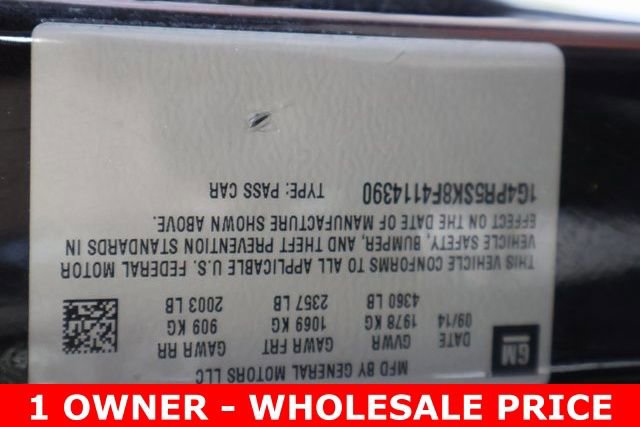 MFD BY GENERAL MOTORS LLC
GM
DATE GVWR GAWR FRT GAWR RR
09/14 1978 KG 1069 KG 909 KG
4360 LB 2357 LB 2003 LB
THIS VEHICLE CONFORMS TO ALL APPLICABLE U.S. FEDERAL MOTOR
VEHICLE SAFETY, BUMPER, AND THEFT PREVENTION STANDARDS IN
EFFECT ON THE DATE OF MANUFACTURE SHOWN ABOVE.
1G4PR5SK8F4114390 TYPE: PASS CAR
1 OWNER - WHOLESALE PRICE